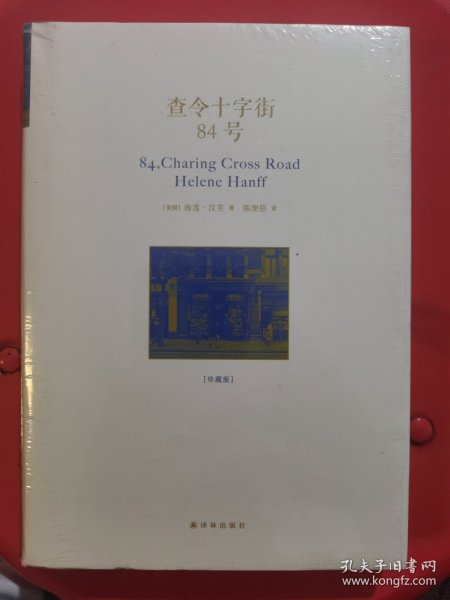 查令十字街
84号
84, Charing Cross Road
Helene Hanff
[美国] 海莲·汉芙 著 陈建铭 译
[珍藏版]
译林出版社
孔夫子旧书网
www.kongfz.com